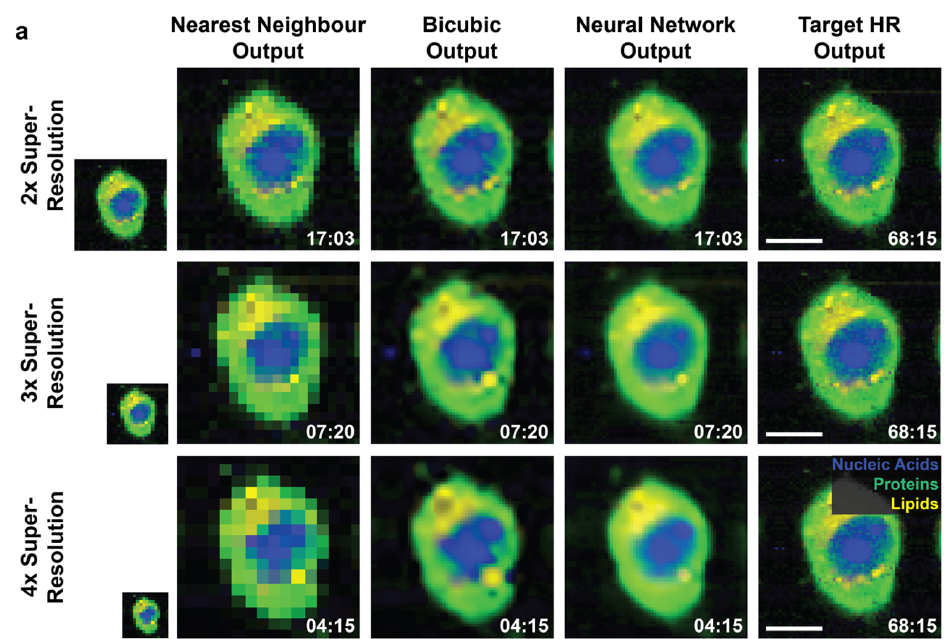 a
Nearest Neighbour
Output
Bicubic
Output
Neural Network
Output
Target HR
Output
2x Super-
Resolution
17:03
17:03
17:03
68:15
3x Super-
Resolution
07:20
07:20
07:20
68:15
4x Super-
Resolution
Nucleic Acids
Proteins
Lipids
04:15
04:15
04:15
68:15